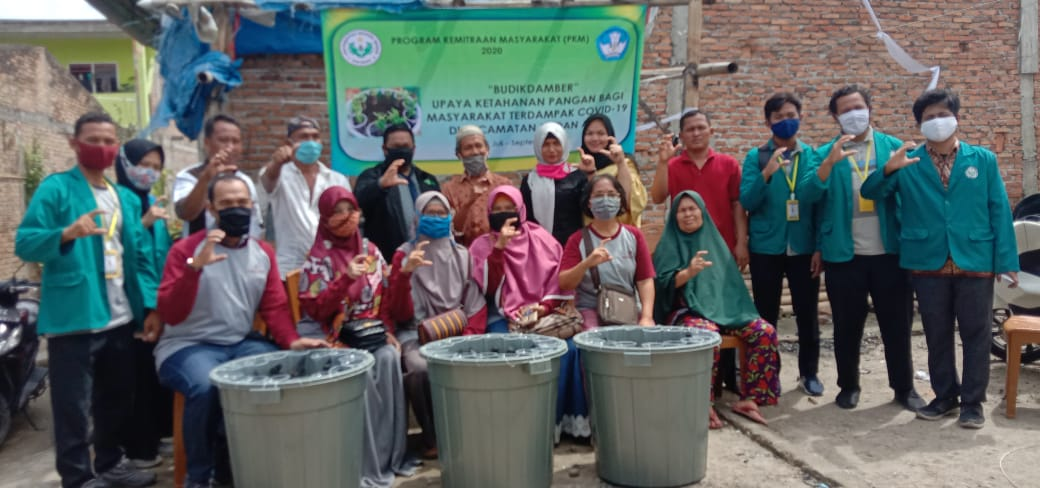 PROGRAM KEMITRAAN MASYARAKAT (PKM)
2020
"BUDIKDAMBER"
UPAYA KETAHANAN PANGAN BAGI
MASYARAKAT TERDAMPAK COVID-19